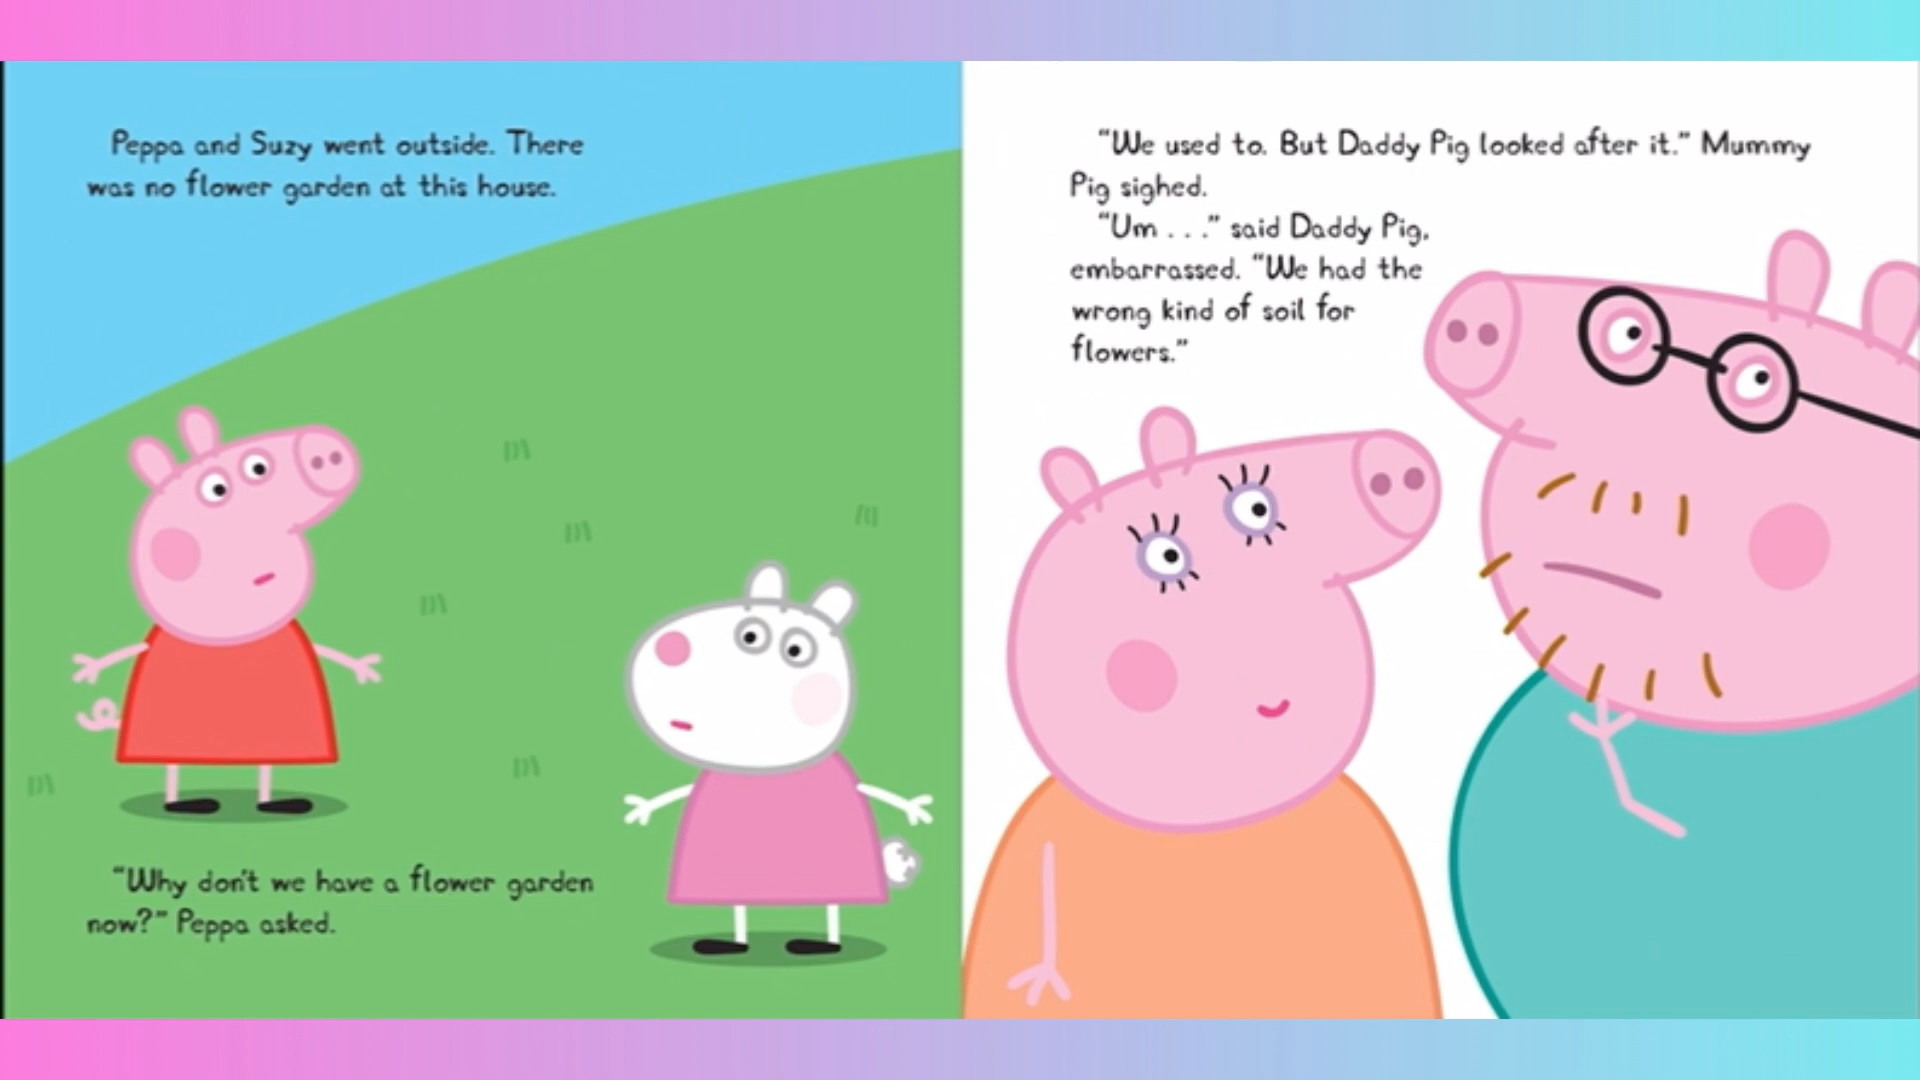 Peppa and Suzy went outside. There
was no flower garden at this house.
"Why don't we have a flower garden
now?" Peppa asked.
"We used to. But Daddy Pig looked after it." Mummy
Pig sighed.
"Um . . ." said Daddy Pig,
embarrassed. "We had the
wrong kind of soil for
flowers."